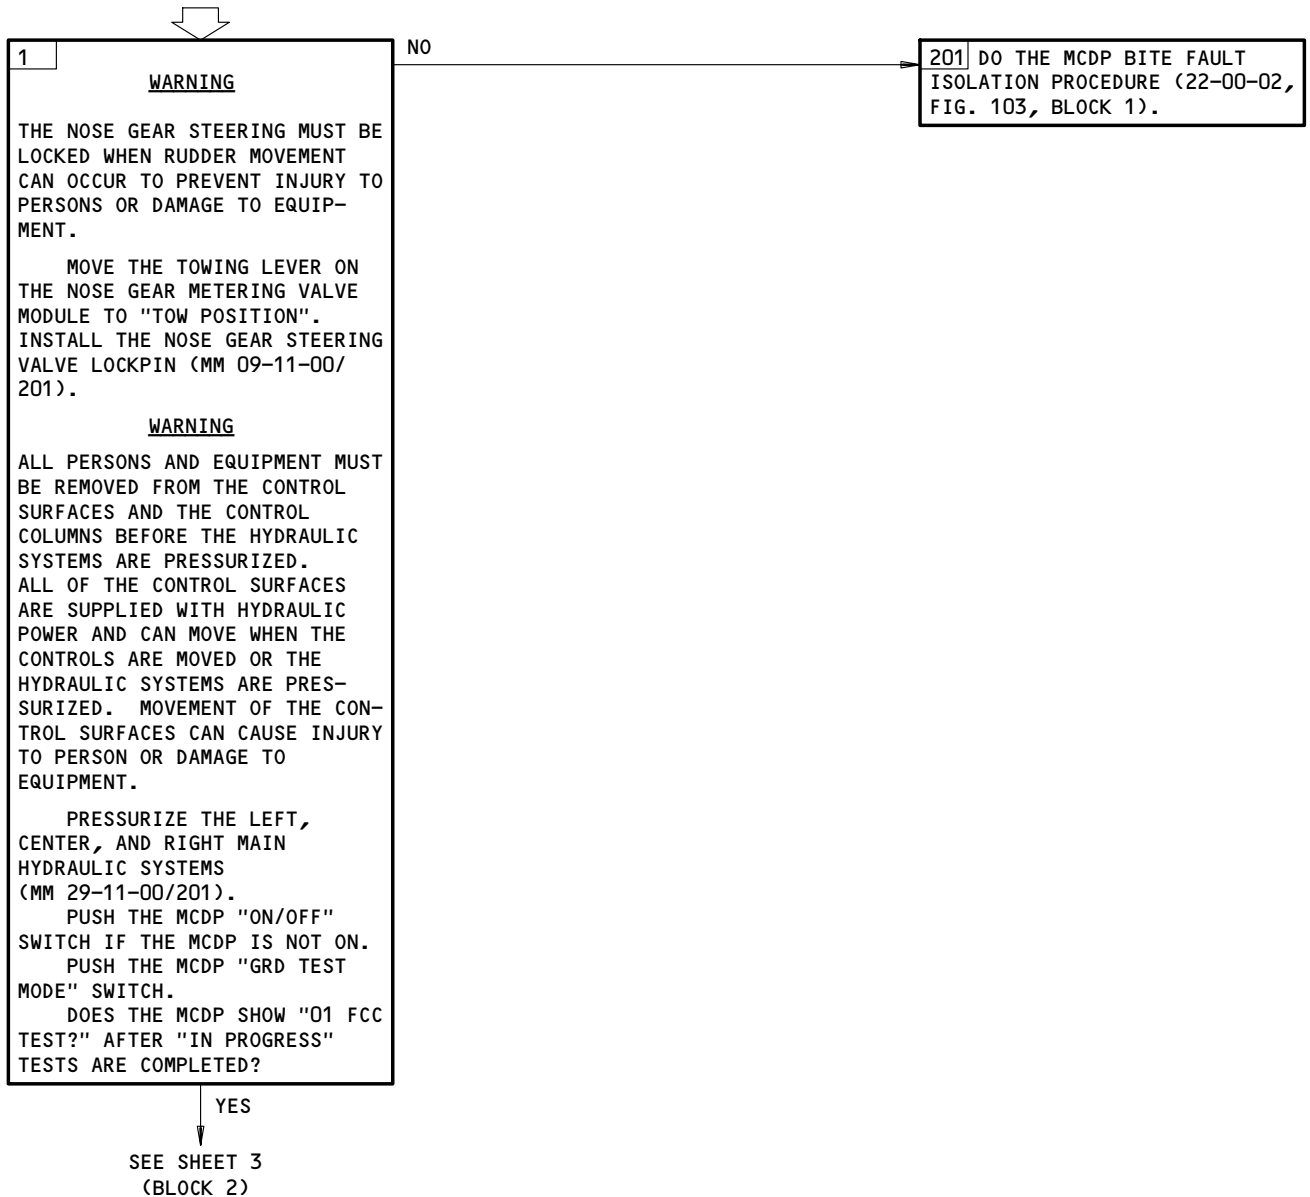 1
WARNING
THE NOSE GEAR STEERING MUST BE
LOCKED WHEN RUDDER MOVEMENT
CAN OCCUR TO PREVENT INJURY TO
PERSONS OR DAMAGE TO EQUIP-
MENT.
MOVE THE TOWING LEVER ON
THE NOSE GEAR METERING VALVE
MODULE TO "TOW POSITION".
INSTALL THE NOSE GEAR STEERING
VALVE LOCKPIN (MM 09-11-00/
201).
WARNING
ALL PERSONS AND EQUIPMENT MUST
BE REMOVED FROM THE CONTROL
SURFACES AND THE CONTROL
COLUMNS BEFORE THE HYDRAULIC
SYSTEMS ARE PRESSURIZED.
ALL OF THE CONTROL SURFACES
ARE SUPPLIED WITH HYDRAULIC
POWER AND CAN MOVE WHEN THE
CONTROLS ARE MOVED OR THE
HYDRAULIC SYSTEMS ARE PRES-
SURIZED. MOVEMENT OF THE CON-
TROL SURFACES CAN CAUSE INJURY
TO PERSON OR DAMAGE TO
EQUIPMENT.
PRESSURIZE THE LEFT,
CENTER, AND RIGHT MAIN
HYDRAULIC SYSTEMS
(MM 29-11-00/201).
PUSH THE MCDP "ON/OFF"
SWITCH IF THE MCDP IS NOT ON.
PUSH THE MCDP "GRD TEST
MODE" SWITCH.
DOES THE MCDP SHOW "01 FCC
TEST?" AFTER "IN PROGRESS"
TESTS ARE COMPLETED?
NO
201 DO THE MCDP BITE FAULT
ISOLATION PROCEDURE (22-00-02,
FIG. 103, BLOCK 1).
YES
SEE SHEET 3
(BLOCK 2)